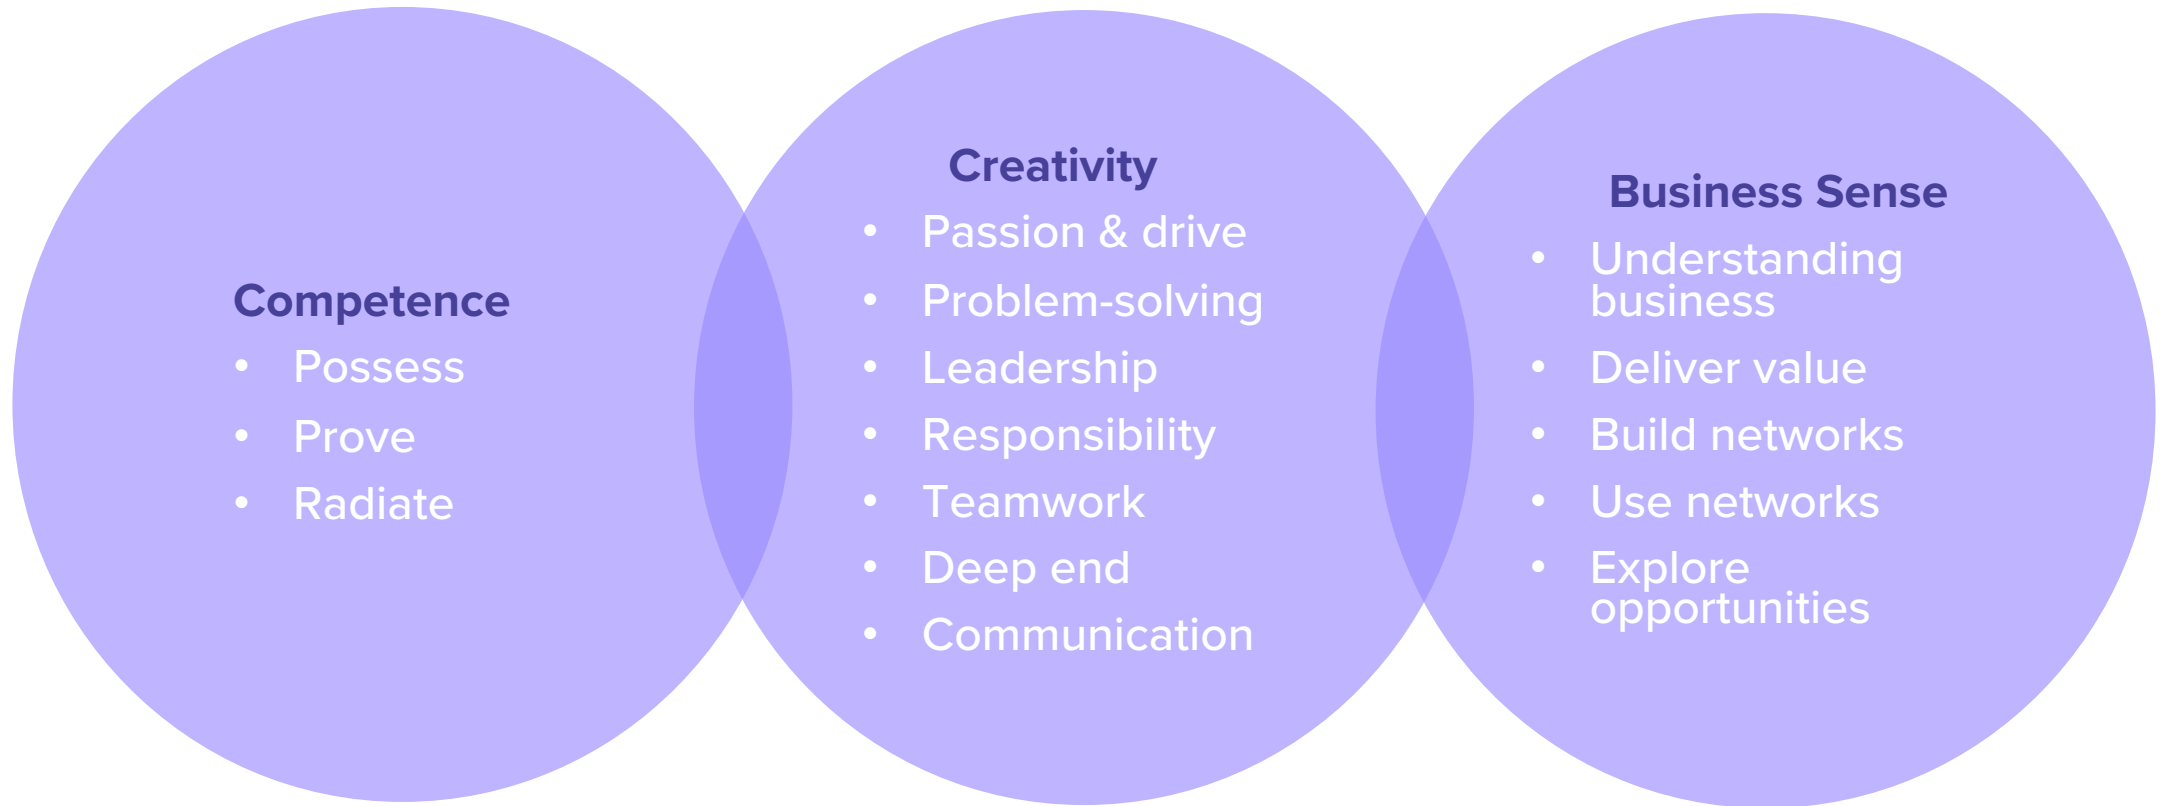 Competence
• Possess
• Prove
• Radiate
Creativity
• Passion & drive
• Problem-solving
• Leadership
• Responsibility
• Teamwork
• Deep end
• Communication
Business Sense
• Understanding
business
• Deliver value
• Build networks
• Use networks
• Explore
opportunities